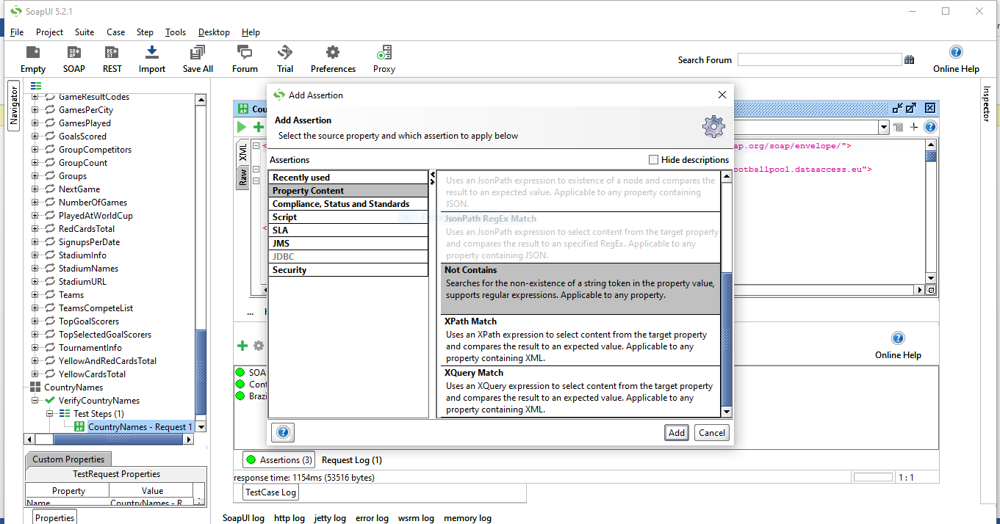 SoapUI 5.2.1
File Project Suite Case Step Tools Desktop Help
Empty SOAP REST Import Save All Forum Trial Preferences Proxy
Search Forum
Online Help
Navigator
GameResultCodes
GamesPerCity
GamesPlayed
GoalsScored
GroupCompetitors
GroupCount
Groups
NextGame
NumberOfGames
PlayedAtWorldCup
RedCardsTotal
SignupsPerDate
StadiumInfo
StadiumNames
StadiumURL
Teams
TeamsCompeteList
TopGoalScorers
TopSelectedGoalScorers
TournamentInfo
YellowAndRedCardsTotal
YellowCardsTotal
CountryNames
VerifyCountryNames
Test Steps (1)
CountryNames - Request 1
Custom Properties
TestRequest Properties
Property Value
Name CountryNames - R
Properties
Cou
XML
Raw
ap.org/soap/envelope/">
ootballpool.dataaccess.eu">
Inspector
Add Assertion
Add Assertion
Select the source property and which assertion to apply below
Assertions
Hide descriptions
Recently used
Property Content
Compliance, Status and Standards
Script
SLA
JMS
JDBC
Security
Uses an JsonPath expression to existence of a node and compares the
result to an expected value. Applicable to any property containing
JSON.
JsonPath RegEx Match
Uses an JsonPath expression to select content from the target property
and compares the result to an specified RegEx. Applicable to any
property containing JSON.
Not Contains
Searches for the non-existence of a string token in the property value,
supports regular expressions. Applicable to any property.
XPath Match
Uses an XPath expression to select content from the target property
and compares the result to an expected value. Applicable to any
property containing XML.
XQuery Match
Uses an XQuery expression to select content from the target property
and compares the result to an expected value. Applicable to any
property containing XML.
Add
Cancel
...
Online Help
SOA
Cont
Brazi
Assertions (3) Request Log (1)
response time: 1154ms (53516 bytes)
1 : 1
TestCase Log
SoapUI log http log jetty log error log wsrm log memory log